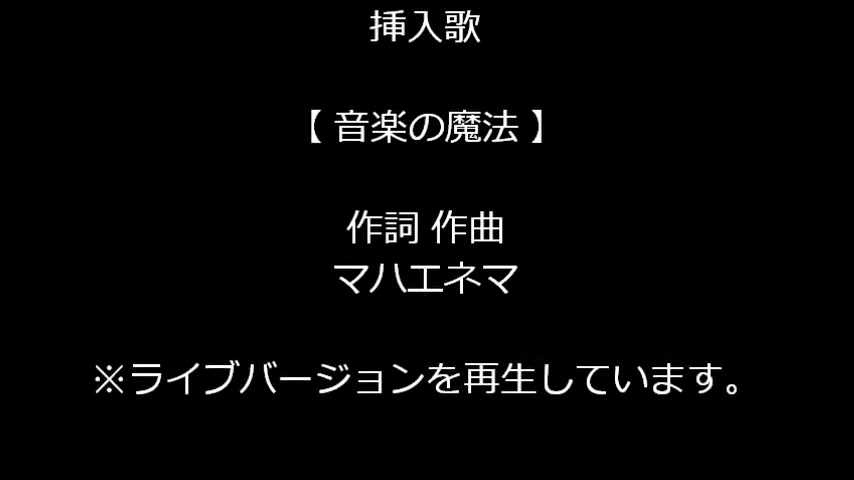 挿入歌
【 音楽の魔法 】
作詞 作曲
マハエネマ
※ライブバージョンを再生しています。